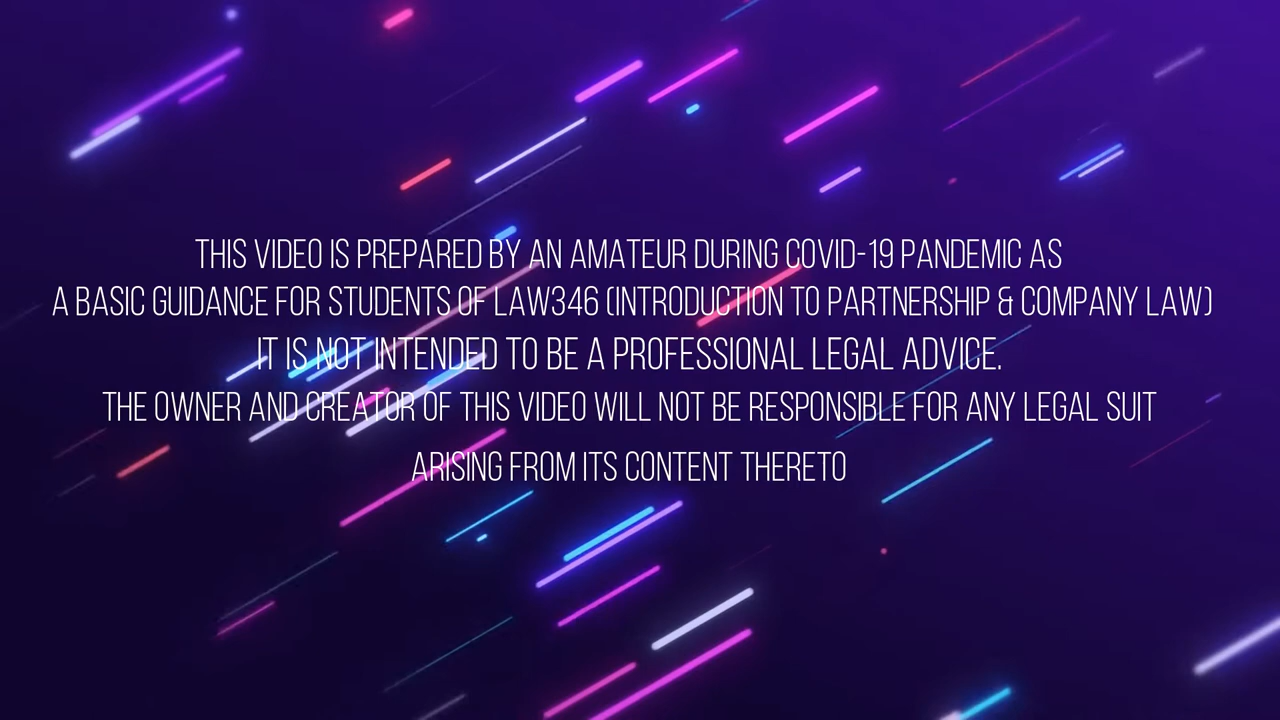 THIS VIDEO IS PREPARED BY AN AMATEUR DURING COVID-19 PANDEMIC AS
A BASIC GUIDANCE FOR STUDENTS OF LAW346 (INTRODUCTION TO PARTNERSHIP & COMPANY LAW)
IT IS NOT INTENDED TO BE A PROFESSIONAL LEGAL ADVICE.
THE OWNER AND CREATOR OF THIS VIDEO WILL NOT BE RESPONSIBLE FOR ANY LEGAL SUIT
ARISING FROM ITS CONTENT THERETO